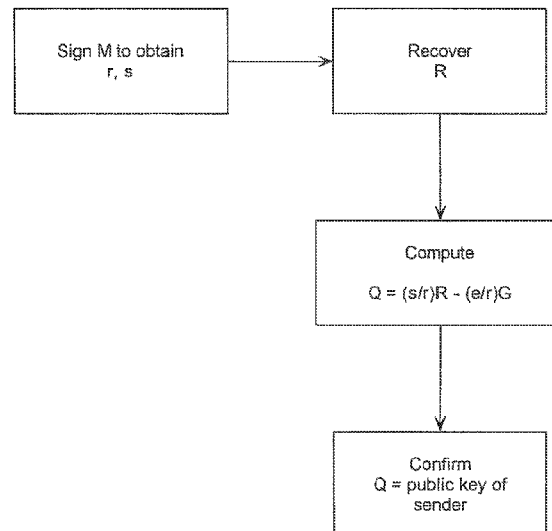 Sign M to obtain
r, s
Recover
R
Compute
Q = (s/r)R - (e/r)G
Confirm
Q = public key of
sender